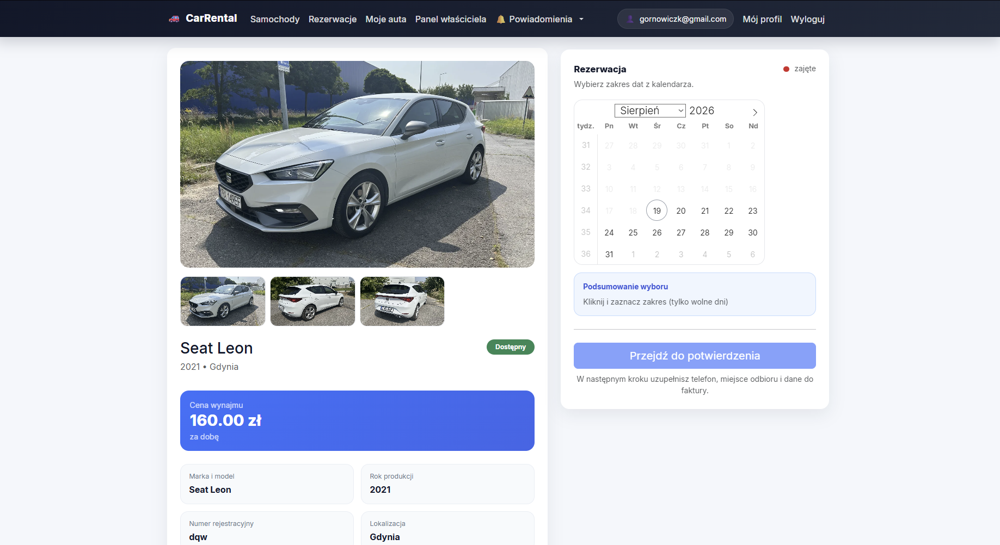 CarRental Samochody Rezerwacje Moje auta Panel właściciela Powiadomienia gornowiczk@gmail.com Mój profil Wyloguj
Seat Leon
Dostępny
2021 • Gdynia
Cena wynajmu
160.00 zł
za dobę
Marka i model
Seat Leon
Rok produkcji
2021
Numer rejestracyjny
dqw
Lokalizacja
Gdynia
Rezerwacja
zajęte
Wybierz zakres dat z kalendarza.
Sierpień 2026
tydz. Pn Wt Śr Cz Pt So Nd
31 27 28 29 30 31 1 2
32 3 4 5 6 7 8 9
33 10 11 12 13 14 15 16
34 17 18 19 20 21 22 23
35 24 25 26 27 28 29 30
36 31 1 2 3 4 5 6
Podsumowanie wyboru
Kliknij i zaznacz zakres (tylko wolne dni)
Przejdź do potwierdzenia
W następnym kroku uzupełnisz telefon, miejsce odbioru i dane do
faktury.